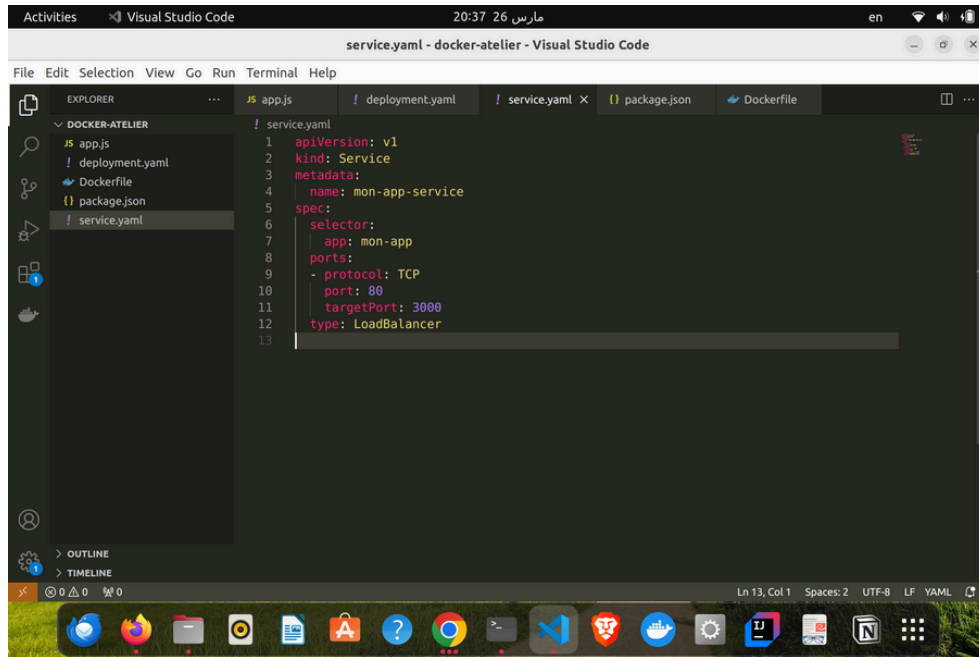 Activities Visual Studio Code 20:37 26 مارس en
service.yaml - docker-atelier - Visual Studio Code
File Edit Selection View Go Run Terminal Help
EXPLORER ···
DOCKER-ATELIER
JS app.js
! deployment.yaml
Dockerfile
{} package.json
! service.yaml
OUTLINE
TIMELINE
JS app.js ! deployment.yaml ! service.yaml × {} package.json Dockerfile
! service.yaml
1 apiVersion: v1
2 kind: Service
3 metadata:
4 name: mon-app-service
5 spec:
6 selector:
7 app: mon-app
8 ports:
9 - protocol: TCP
10 port: 80
11 targetPort: 3000
12 type: LoadBalancer
13
1
1
0 0 0 Ln 13, Col 1 Spaces: 2 UTF-8 LF YAML